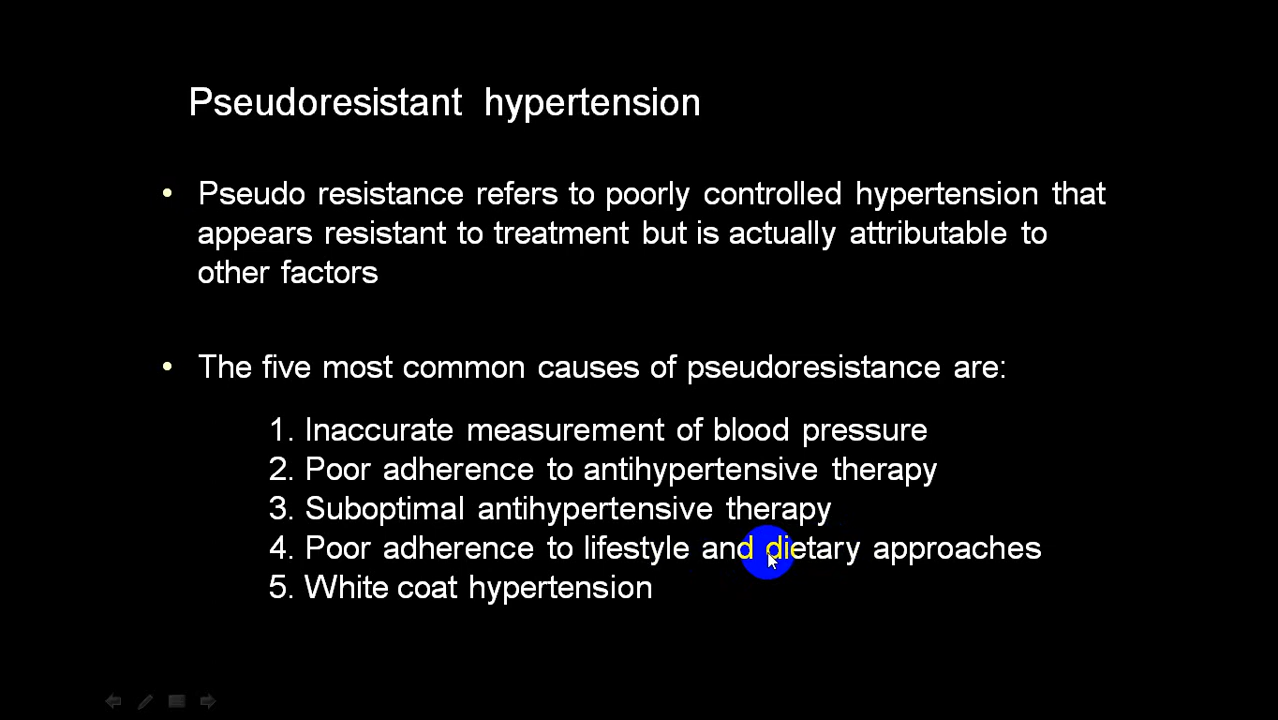 Pseudoresistant hypertension
• Pseudo resistance refers to poorly controlled hypertension that
appears resistant to treatment but is actually attributable to
other factors
• The five most common causes of pseudoresistance are:
1. Inaccurate measurement of blood pressure
2. Poor adherence to antihypertensive therapy
3. Suboptimal antihypertensive therapy
4. Poor adherence to lifestyle and dietary approaches
5. White coat hypertension